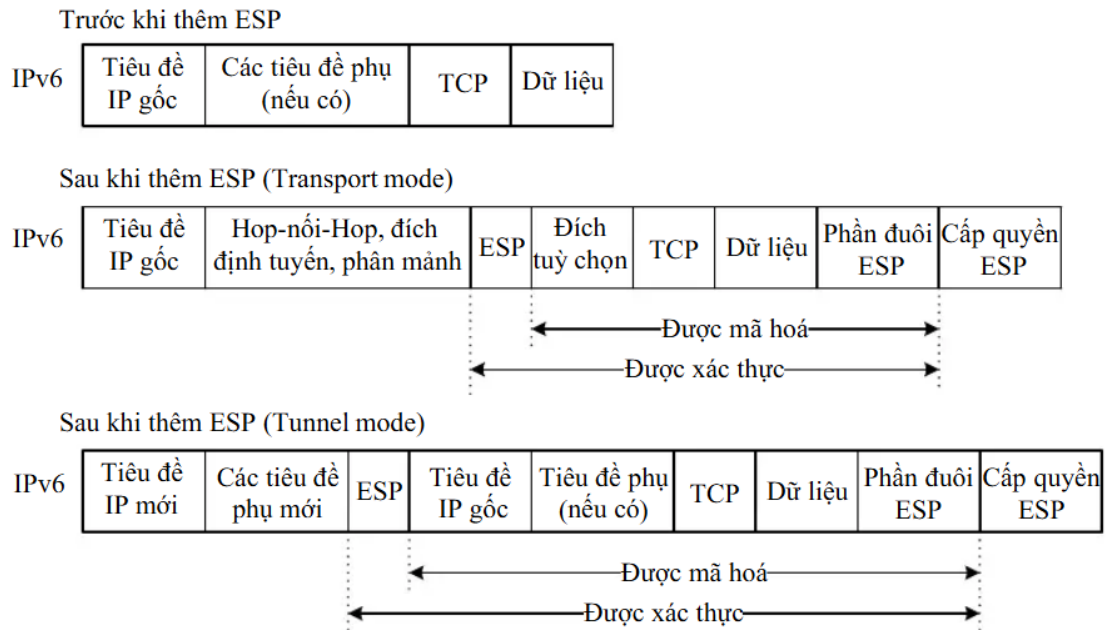 Trước khi thêm ESP
IPv6
Tiêu đề
IP gốc
Các tiêu đề phụ
(nếu có)
TCP
Dữ liệu
Sau khi thêm ESP (Transport mode)
IPv6
Tiêu đề
IP gốc
Hop-nối-Hop, đích
định tuyến, phân mảnh
ESP
Đích
tuỳ chọn
TCP
Dữ liệu
Phần đuôi
ESP
Cấp quyền
ESP
Được mã hoá
Được xác thực
Sau khi thêm ESP (Tunnel mode)
IPv6
Tiêu đề
IP mới
Các tiêu đề
phụ mới
ESP
Tiêu đề
IP gốc
Tiêu đề phụ
(nếu có)
TCP
Dữ liệu
Phần đuôi
ESP
Cấp quyền
ESP
Được mã hoá
Được xác thực